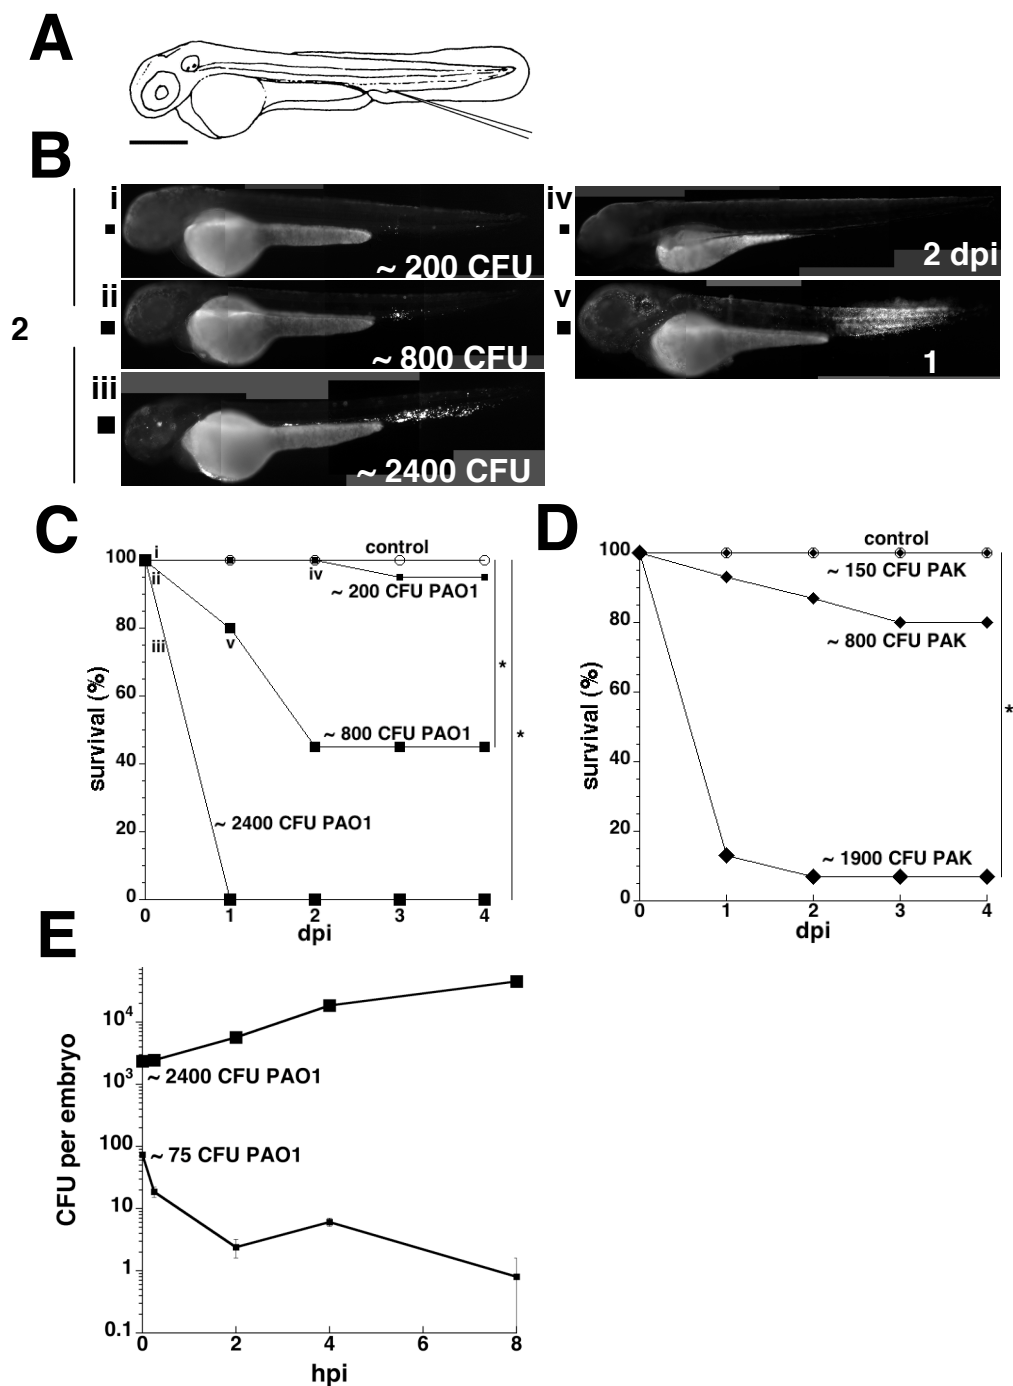 A
B
2
i
~ 200 CFU
ii
~ 800 CFU
iii
~ 2400 CFU
iv
2 dpi
v
1
C
survival (%)
100
80
60
40
20
0
i
ii
iii
iv
v
control
~ 200 CFU PAO1
~ 800 CFU PAO1
~ 2400 CFU PAO1
*
*
0 1 2 3 4
dpi
D
survival (%)
100
80
60
40
20
0
control
~ 150 CFU PAK
~ 800 CFU PAK
~ 1900 CFU PAK
*
0 1 2 3 4
dpi
E
CFU per embryo
10⁴
10³
100
10
1
0.1
~ 2400 CFU PAO1
~ 75 CFU PAO1
0 2 4 6 8
hpi